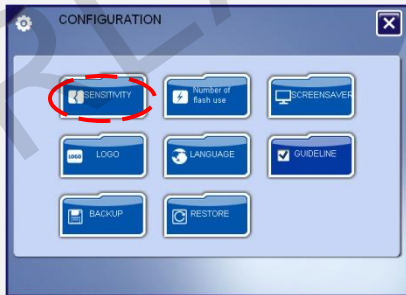 CONFIGURATION
SENSITIVITY
Number of
flash use
SCREENSAVER
LOGO
LOGO
LANGUAGE
GUIDELINE
BACKUP
RESTORE